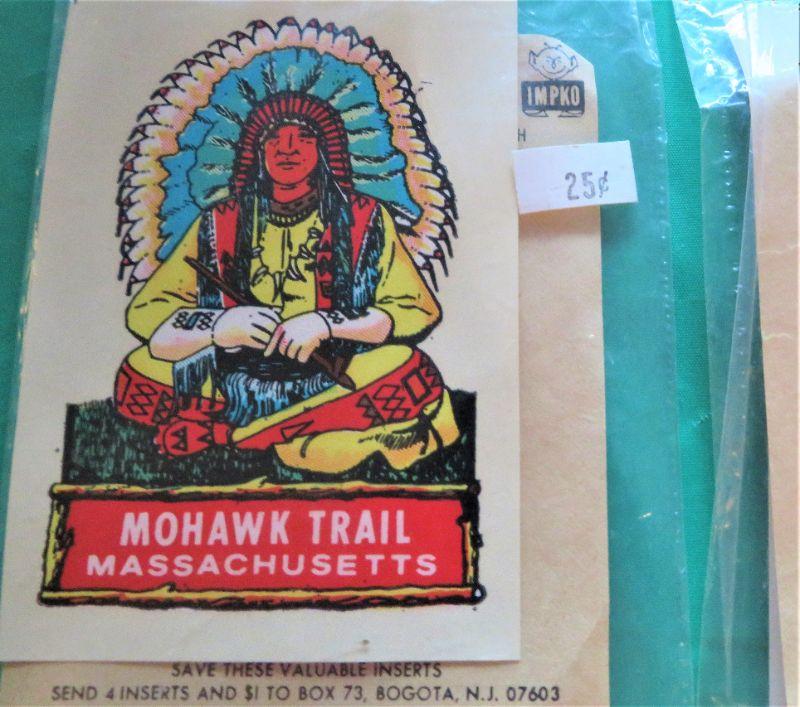 IMPKO
H
25¢
MOHAWK TRAIL
MASSACHUSETTS
SAVE THESE VALUABLE INSERTS
SEND 4 INSERTS AND $1 TO BOX 73, BOGOTA, N.J. 07603